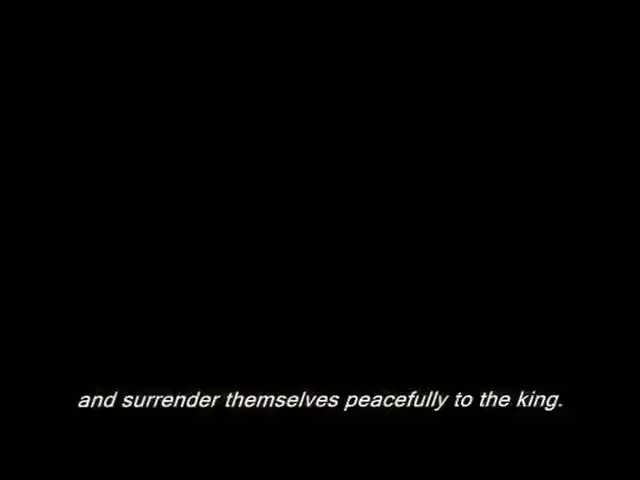 and surrender themselves peacefully to the king.